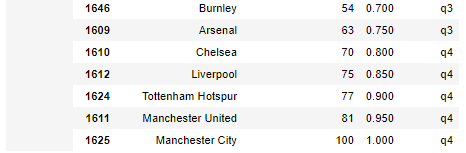 1646 Burnley 54 0.700 q3
1609 Arsenal 63 0.750 q3
1610 Chelsea 70 0.800 q4
1612 Liverpool 75 0.850 q4
1624 Tottenham Hotspur 77 0.900 q4
1611 Manchester United 81 0.950 q4
1625 Manchester City 100 1.000 q4